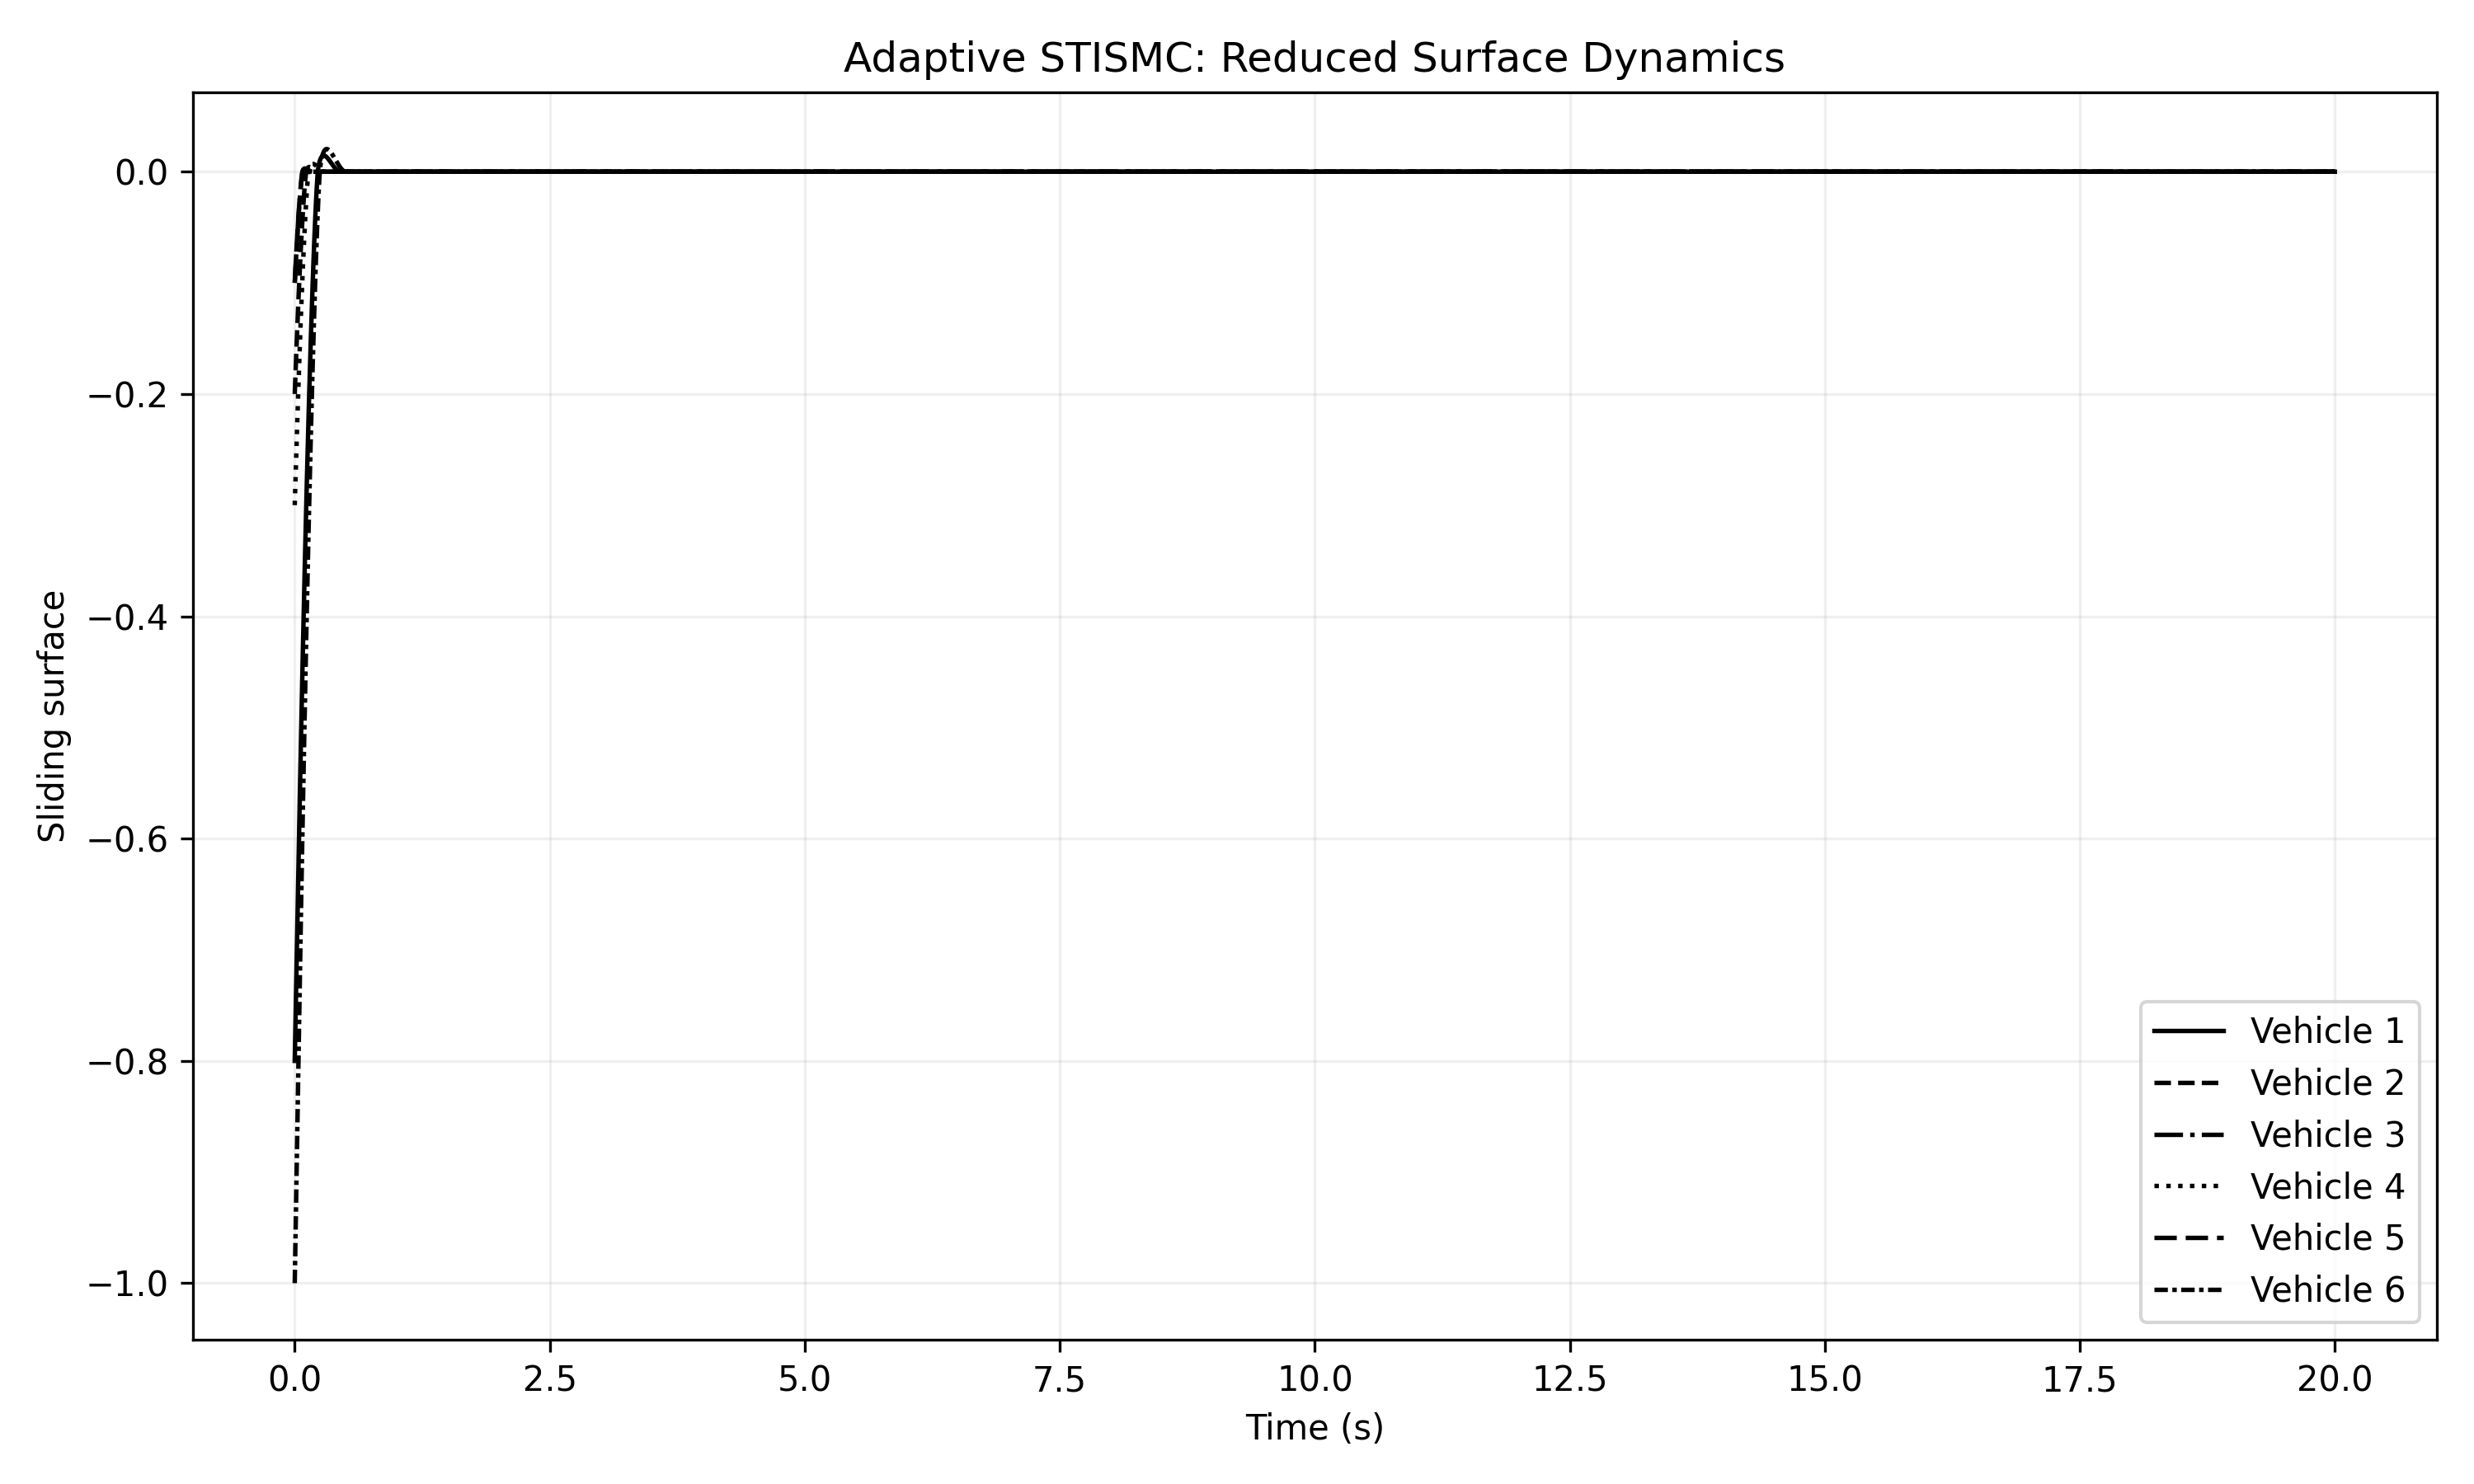 Adaptive STISMC: Reduced Surface Dynamics
0.0
−0.2
−0.4
−0.6
−0.8
−1.0
Sliding surface
0.0 2.5 5.0 7.5 10.0 12.5 15.0 17.5 20.0
Time (s)
Vehicle 1
Vehicle 2
Vehicle 3
Vehicle 4
Vehicle 5
Vehicle 6